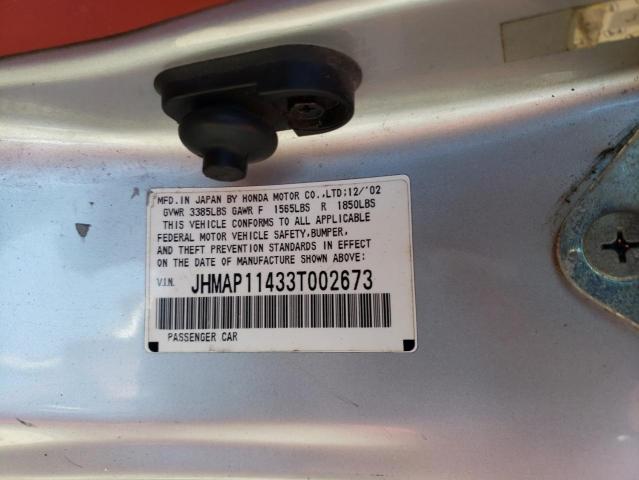 MFD.IN JAPAN BY HONDA MOTOR CO.,LTD;12/'02
GVWR 3385LBS GAWR F 1565LBS R 1850LBS
THIS VEHICLE CONFORMS TO ALL APPLICABLE
FEDERAL MOTOR VEHICLE SAFETY,BUMPER,
AND THEFT PREVENTION STANDARDS IN EFFECT
ON THE DATE OF MANUFACTURE SHOWN ABOVE:
V.I.N. JHMAP11433T002673
PASSENGER CAR